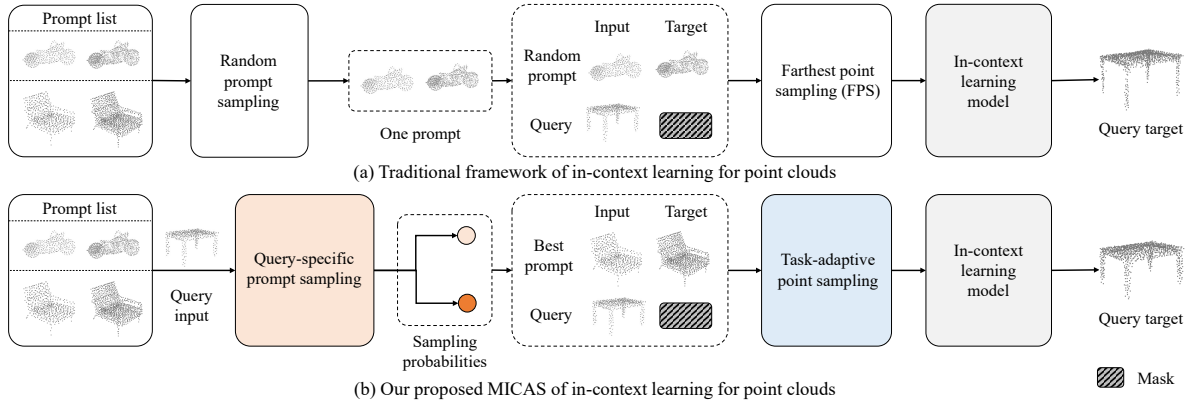 Prompt list
Random
prompt
sampling
One prompt
Input Target
Random
prompt
Query
Farthest point
sampling (FPS)
In-context
learning
model
Query target
(a) Traditional framework of in-context learning for point clouds
Prompt list
Query
input
Query-specific
prompt sampling
Sampling
probabilities
Input Target
Best
prompt
Query
Task-adaptive
point sampling
In-context
learning
model
Query target
(b) Our proposed MICAS of in-context learning for point clouds
Mask